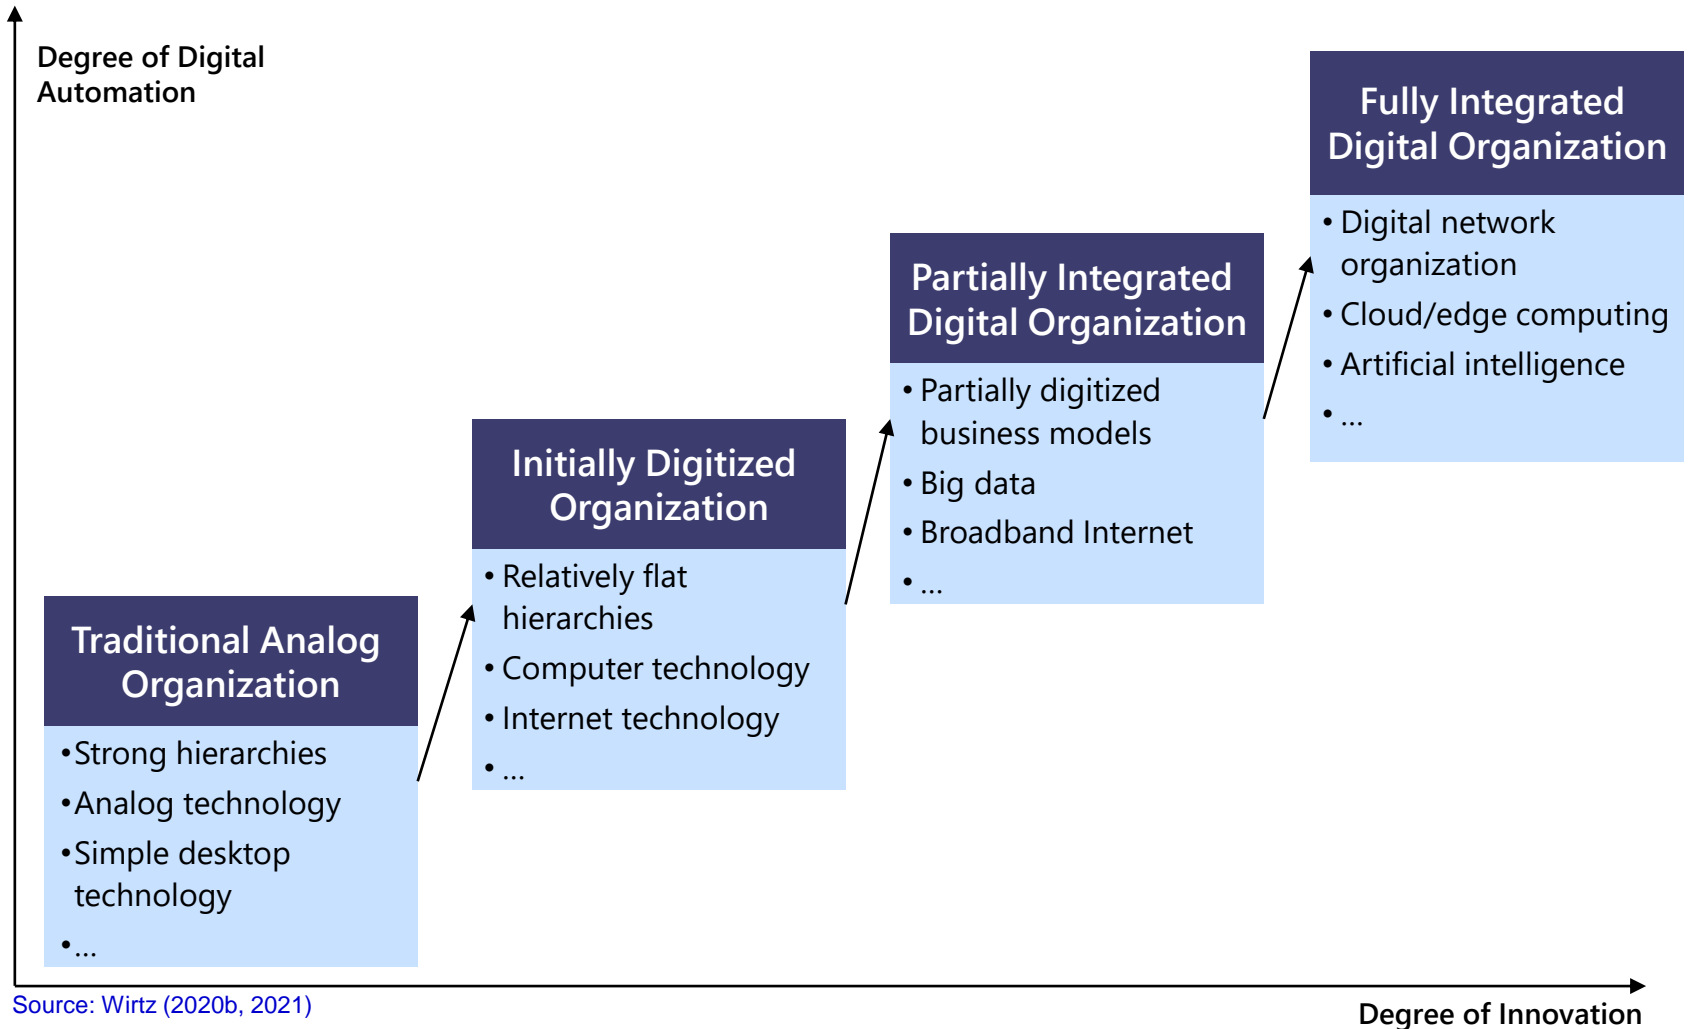 Degree of Digital
Automation
Fully Integrated
Digital Organization
• Digital network
organization
• Cloud/edge computing
• Artificial intelligence
• ...
Partially Integrated
Digital Organization
• Partially digitized
business models
• Big data
• Broadband Internet
• ...
Initially Digitized
Organization
• Relatively flat
hierarchies
• Computer technology
• Internet technology
• ...
Traditional Analog
Organization
•Strong hierarchies
•Analog technology
•Simple desktop
technology
•...
Source: Wirtz (2020b, 2021)
Degree of Innovation